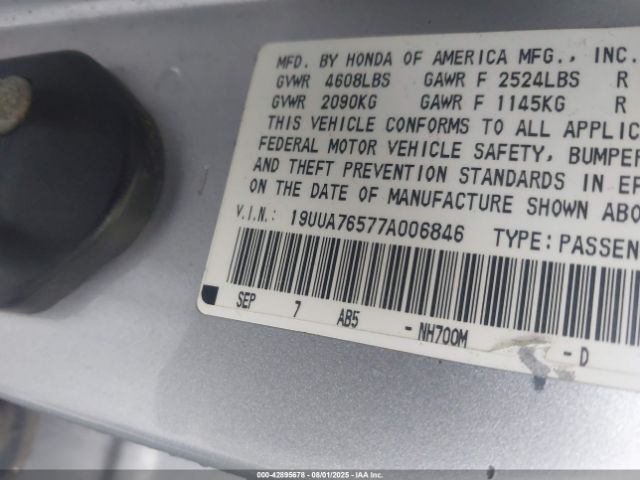 MFD. BY HONDA OF AMERICA MFG., INC.
GVWR 4608LBS GAWR F 2524LBS R
GVWR 2090KG GAWR F 1145KG R
THIS VEHICLE CONFORMS TO ALL APPLIC
FEDERAL MOTOR VEHICLE SAFETY, BUMPER
AND THEFT PREVENTION STANDARDS IN EF
ON THE DATE OF MANUFACTURE SHOWN ABO
V.I.N.: 19UUA76577A006846 TYPE: PASSEN
SEP 7 AB5 - NH700M - D
000-42895678 - 08/01/2025 - IAA Inc.